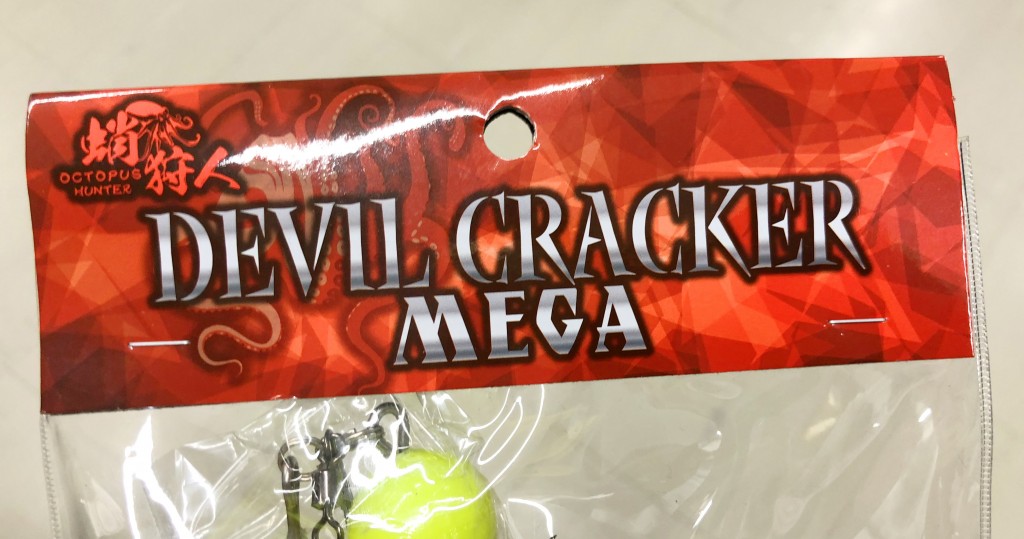 蛸狩人
OCTOPUS
HUNTER
DEVIL CRACKER
MEGA